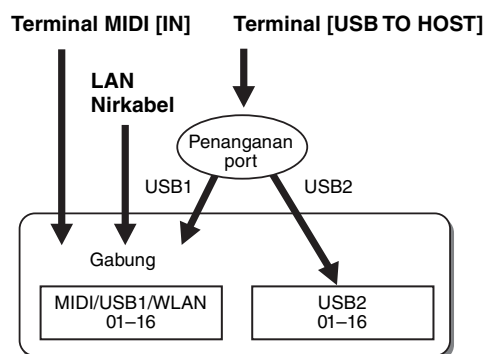 Terminal MIDI [IN]
Terminal [USB TO HOST]
LAN
Nirkabel
Penanganan
port
USB1
USB2
Gabung
MIDI/USB1/WLAN
01–16
USB2
01–16